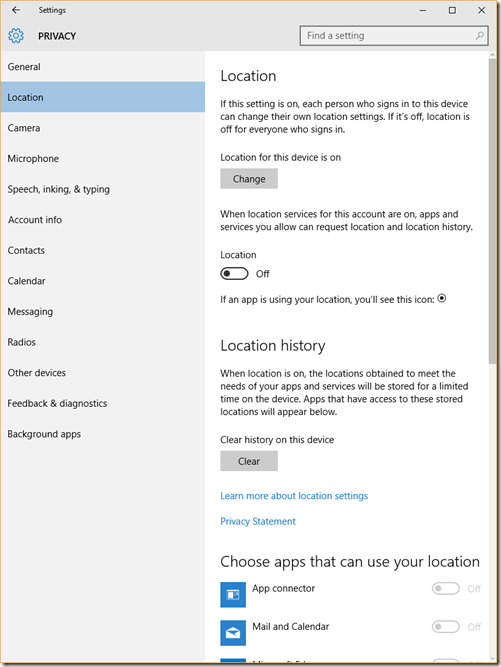 Settings
PRIVACY
Find a setting
General
Location
Camera
Microphone
Speech, inking, & typing
Account info
Contacts
Calendar
Messaging
Radios
Other devices
Feedback & diagnostics
Background apps
Location
If this setting is on, each person who signs in to this device
can change their own location settings. If it's off, location is
off for everyone who signs in.
Location for this device is on
Change
When location services for this account are on, apps and
services you allow can request location and location history.
Location
Off
If an app is using your location, you'll see this icon:
Location history
When location is on, the locations obtained to meet the
needs of your apps and services will be stored for a limited
time on the device. Apps that have access to these stored
locations will appear below.
Clear history on this device
Clear
Learn more about location settings
Privacy Statement
Choose apps that can use your location
App connector
Off
Mail and Calendar
Off